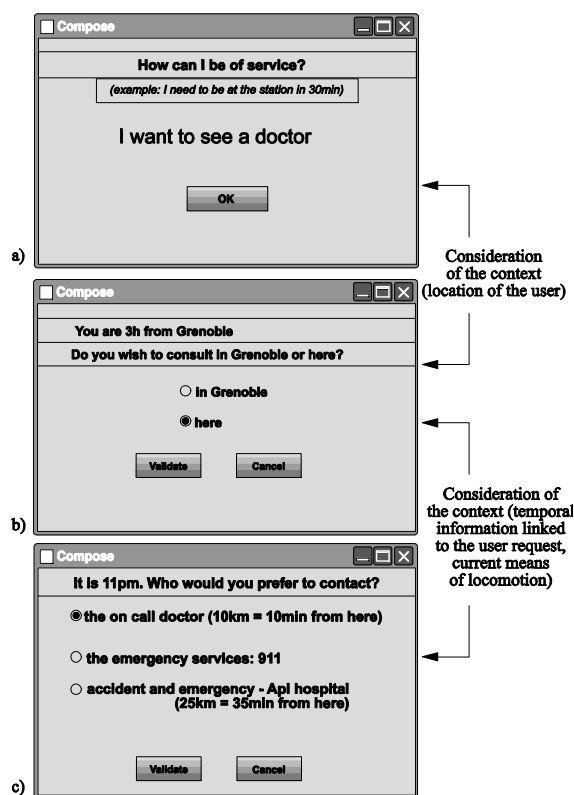 Compose
How can I be of service?
(example: I need to be at the station in 30min)
I want to see a doctor
OK
a)
Consideration
of the context
(location of the user)
Compose
You are 3h from Grenoble
Do you wish to consult in Grenoble or here?
in Grenoble
here
Validate Cancel
b)
Consideration of
the context (temporal
information linked
to the user request,
current means
of locomotion)
Compose
It is 11pm. Who would you prefer to contact?
the on call doctor (10km = 10min from here)
the emergency services: 911
accident and emergency - Api hospital
(25km = 35min from here)
Validate Cancel
c)